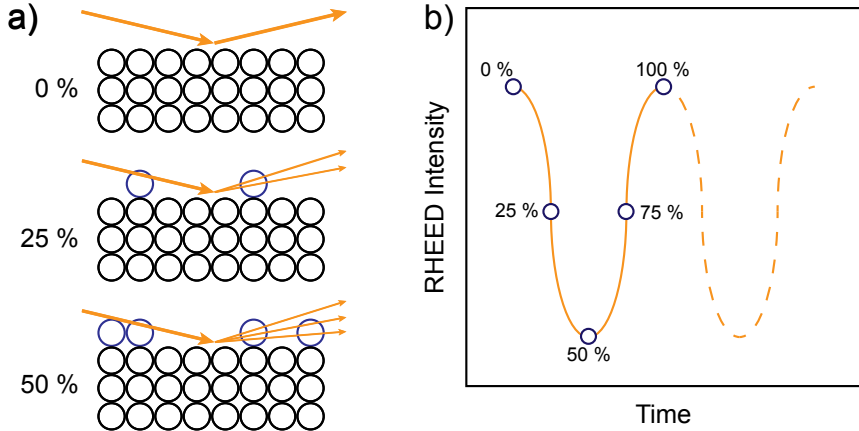 a)
0 %
25 %
50 %
b)
0 %
100 %
25 %
75 %
50 %
RHEED Intensity
Time